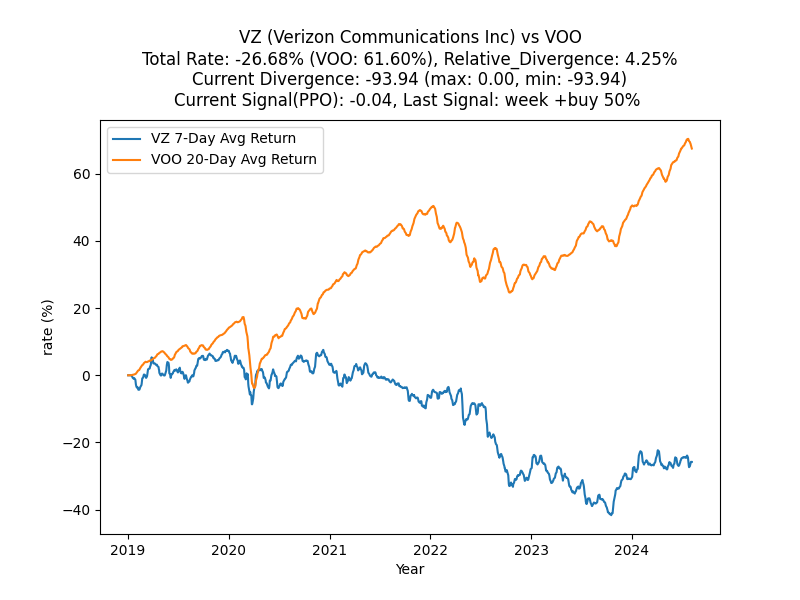 VZ (Verizon Communications Inc) vs VOO
Total Rate: -26.68% (VOO: 61.60%), Relative_Divergence: 4.25%
Current Divergence: -93.94 (max: 0.00, min: -93.94)
Current Signal(PPO): -0.04, Last Signal: week +buy 50%
VZ 7-Day Avg Return
VOO 20-Day Avg Return
rate (%)
60
40
20
0
−20
−40
2019 2020 2021 2022 2023 2024
Year